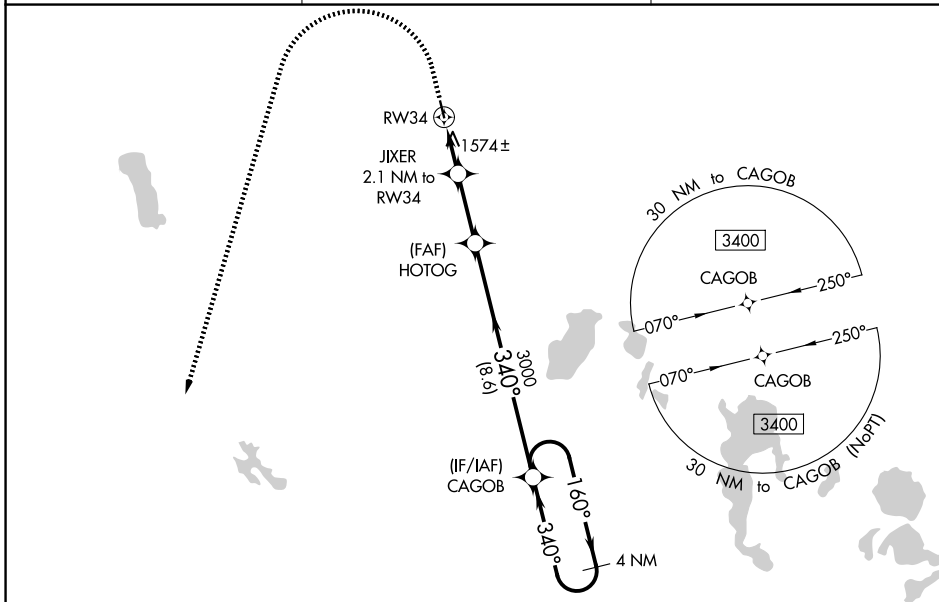 RW34
1574±
JIXER
2.1 NM to
RW34
(FAF)
HOTOG
3000
340°
(8.6)
(IF/IAF)
CAGOB
160°
340°
4 NM
30 NM to CAGOB
3400
CAGOB
070°
250°
070°
250°
CAGOB
3400
30 NM to CAGOB (NoPT)